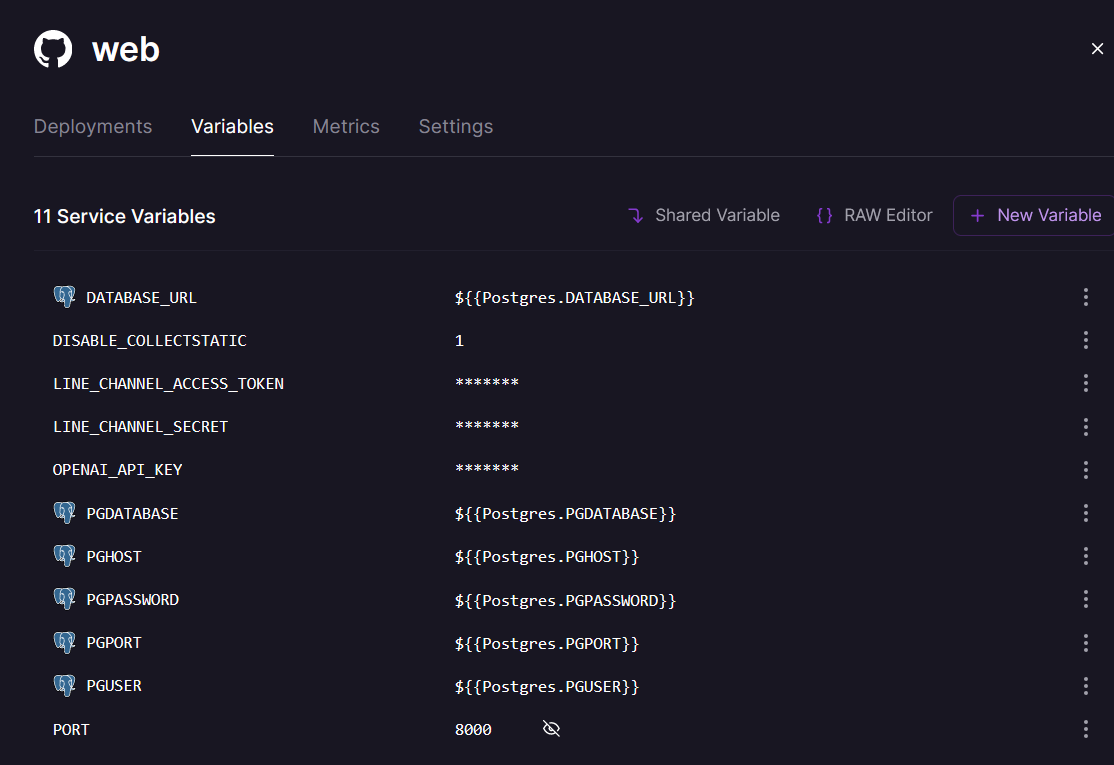 web
Deployments Variables Metrics Settings
11 Service Variables Shared Variable {} RAW Editor + New Variable
DATABASE_URL ${{Postgres.DATABASE_URL}}
DISABLE_COLLECTSTATIC 1
LINE_CHANNEL_ACCESS_TOKEN *******
LINE_CHANNEL_SECRET *******
OPENAI_API_KEY *******
PGDATABASE ${{Postgres.PGDATABASE}}
PGHOST ${{Postgres.PGHOST}}
PGPASSWORD ${{Postgres.PGPASSWORD}}
PGPORT ${{Postgres.PGPORT}}
PGUSER ${{Postgres.PGUSER}}
PORT 8000